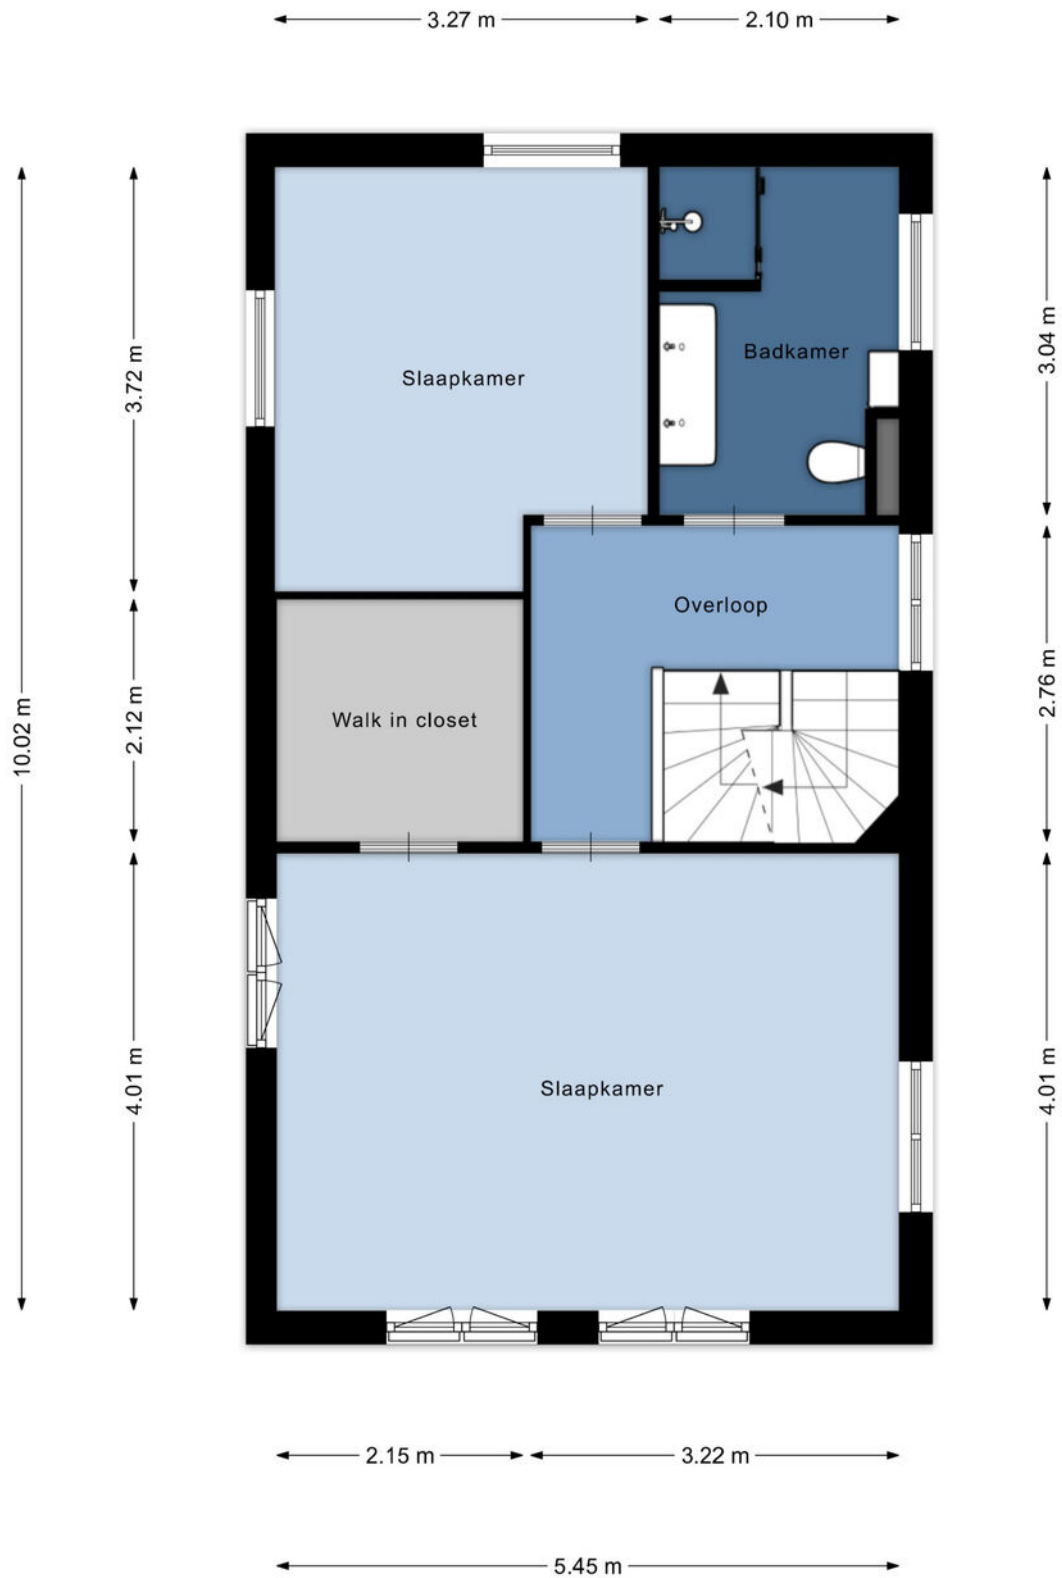 3.27 m
2.10 m
3.72 m
3.04 m
Badkamer
Slaapkamer
Overloop
10.02 m
2.12 m
2.76 m
Walk in closet
4.01 m
4.01 m
Slaapkamer
2.15 m
3.22 m
5.45 m